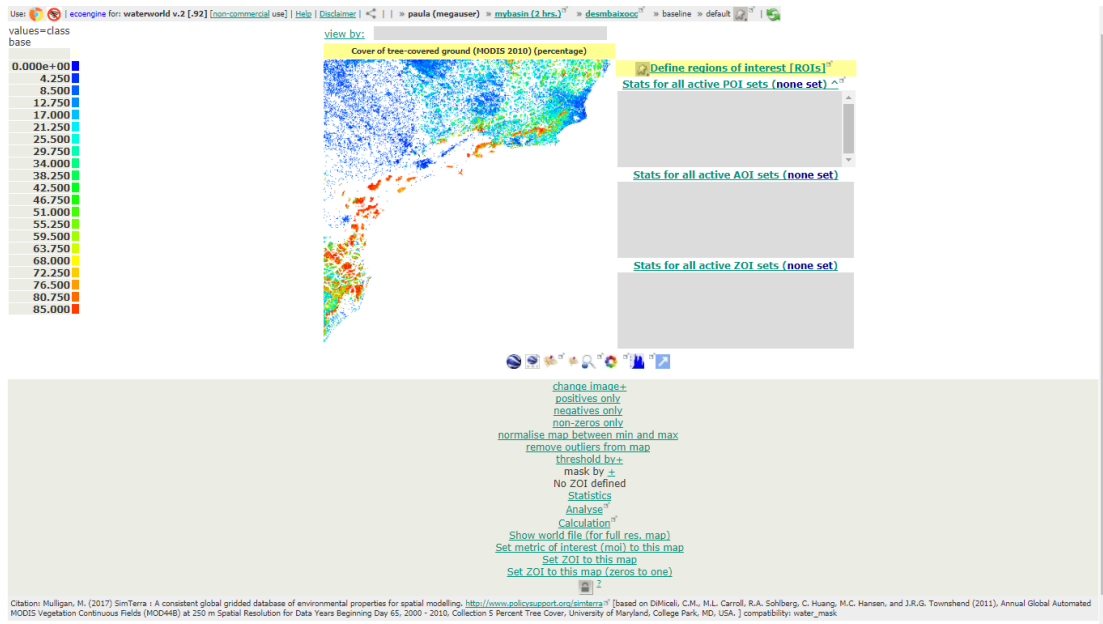 Use: | ecoengine for: waterworld v.2 [.92] [non-commercial use] | Help | Disclaimer | | | » paula (megauser) » mybasin (2 hrs.) » desmbaixocc » baseline » default |
values=class
base
view by:
Cover of tree-covered ground (MODIS 2010) (percentage)
0.000e+00
4.250
8.500
12.750
17.000
21.250
25.500
29.750
34.000
38.250
42.500
46.750
51.000
55.250
59.500
63.750
68.000
72.250
76.500
80.750
85.000
Define regions of interest [ROIs]
Stats for all active POI sets (none set) ^
Stats for all active AOI sets (none set)
Stats for all active ZOI sets (none set)
change image+
positives only
negatives only
non-zeros only
normalise map between min and max
remove outliers from map
threshold by+
mask by +
No ZOI defined
Statistics
Analyse
Calculation
Show world file (for full res. map)
Set metric of interest (moi) to this map
Set ZOI to this map
Set ZOI to this map (zeros to one)
?
Citation: Mulligan, M. (2017) SimTerra : A consistent global gridded database of environmental properties for spatial modelling. http://www.policysupport.org/simterra [based on DiMiceli, C.M., M.L. Carroll, R.A. Sohlberg, C. Huang, M.C. Hansen, and J.R.G. Townshend (2011), Annual Global Automated
MODIS Vegetation Continuous Fields (MOD44B) at 250 m Spatial Resolution for Data Years Beginning Day 65, 2000 - 2010, Collection 5 Percent Tree Cover, University of Maryland, College Park, MD, USA. ] compatibility: water_mask